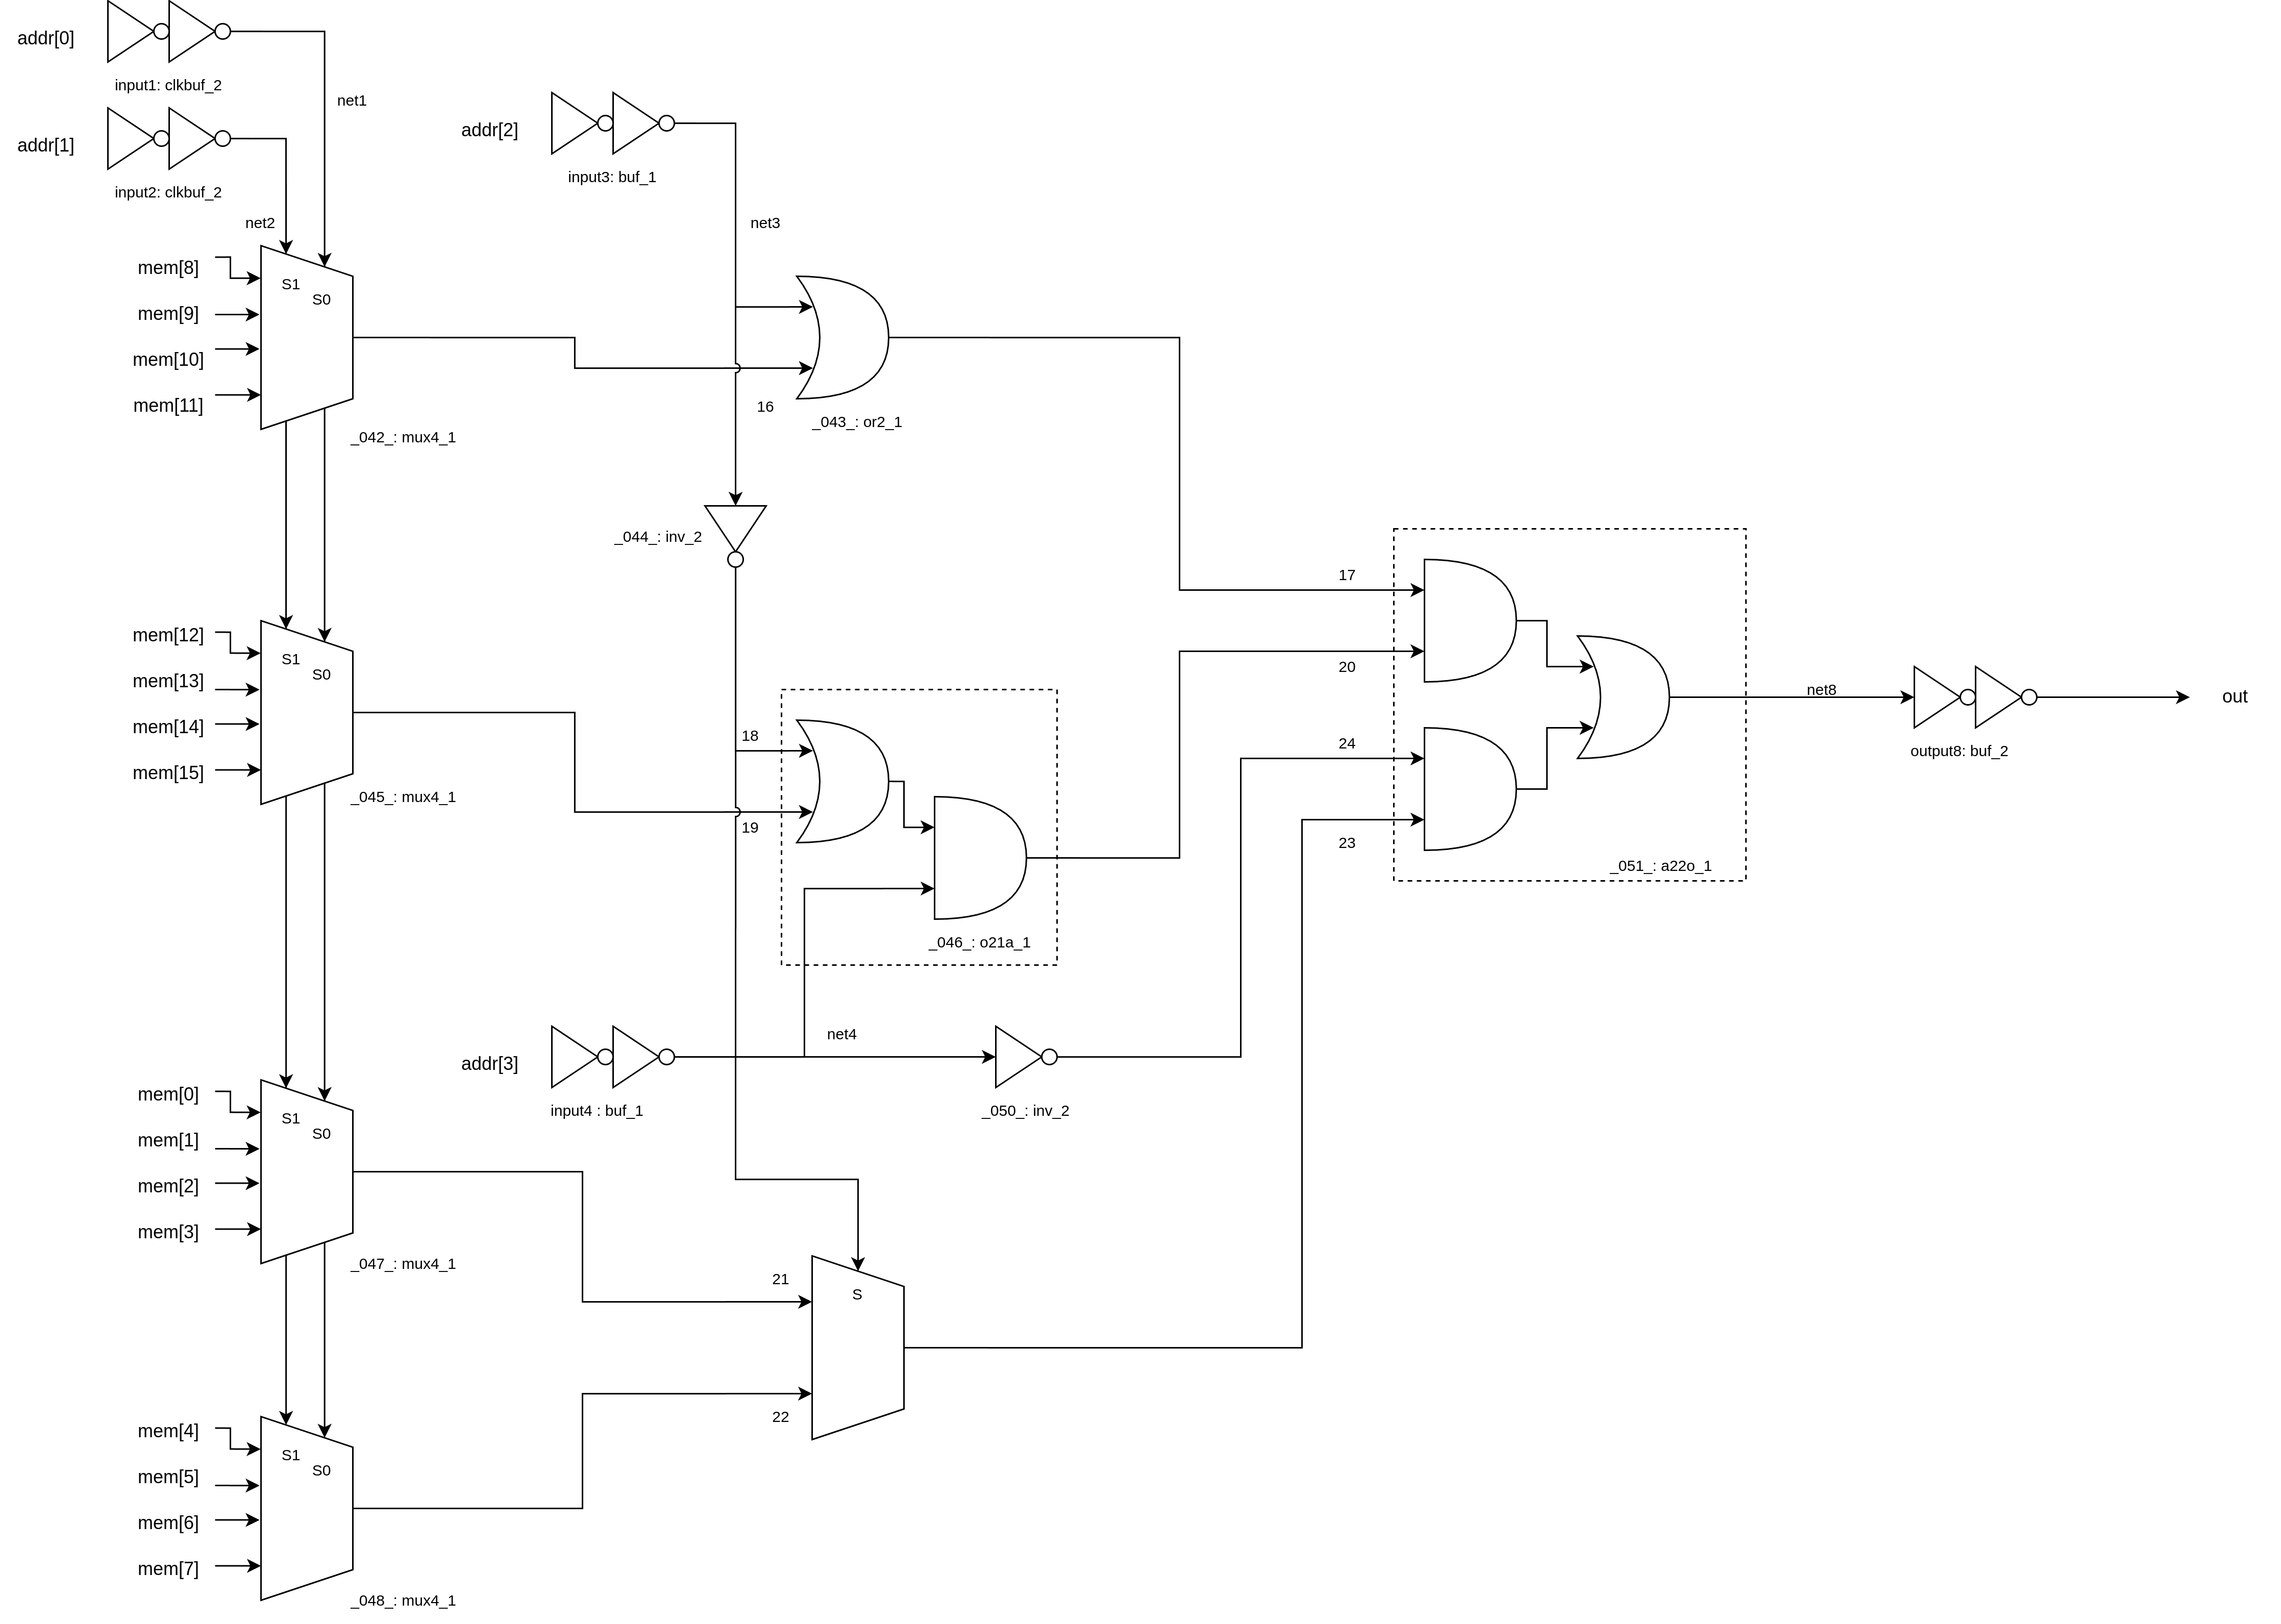 addr[0]
input1: clkbuf_2
net1
addr[1]
input2: clkbuf_2
net2
addr[2]
input3: buf_1
net3
mem[8]
mem[9]
mem[10]
mem[11]
S1
S0
_042_: mux4_1
16
_043_: or2_1
_044_: inv_2
mem[12]
mem[13]
mem[14]
mem[15]
S1
S0
_045_: mux4_1
18
19
_046_: o21a_1
17
20
24
23
_051_: a22o_1
net8
output8: buf_2
out
addr[3]
input4 : buf_1
net4
_050_: inv_2
mem[0]
mem[1]
mem[2]
mem[3]
S1
S0
_047_: mux4_1
21
S
22
mem[4]
mem[5]
mem[6]
mem[7]
S1
S0
_048_: mux4_1